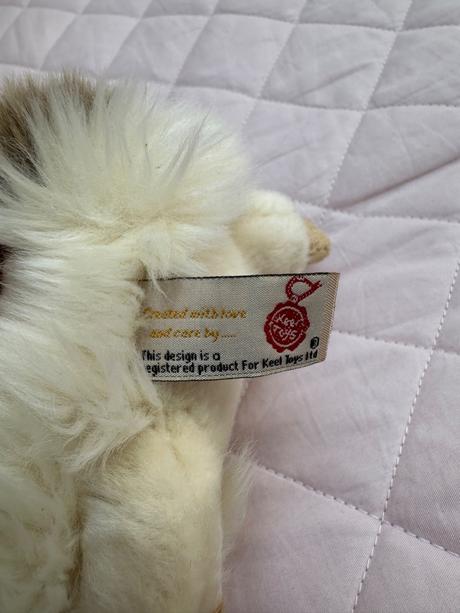 Created with love
and care by.....
Keel
TOYS
This design is a
registered product For Keel Toys Ltd